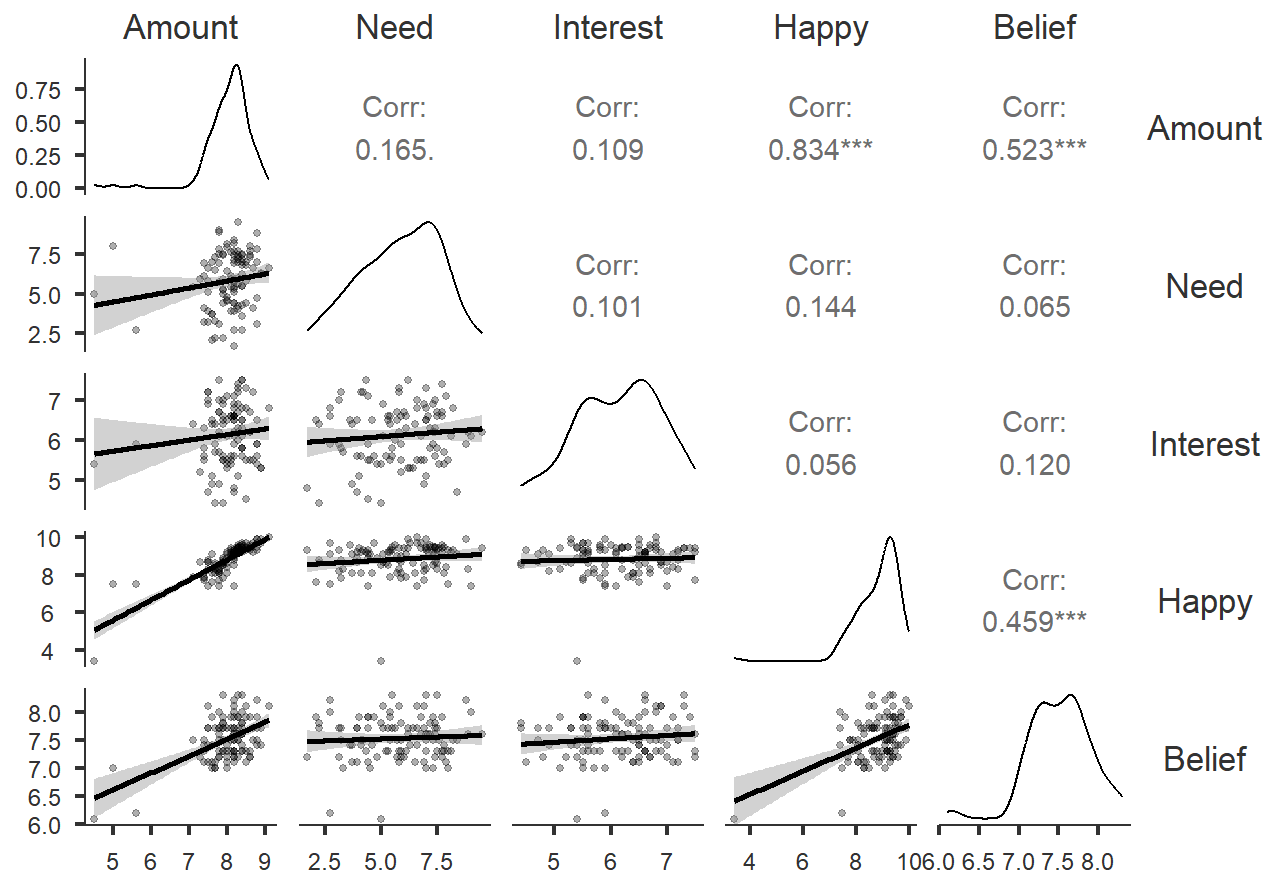 Amount Need Interest Happy Belief
0.75
0.50
0.25
0.00
Corr:
0.165.
Corr:
0.109
Corr:
0.834***
Corr:
0.523***
Amount
7.5
5.0
2.5
Corr:
0.101
Corr:
0.144
Corr:
0.065
Need
7
6
5
Corr:
0.056
Corr:
0.120
Interest
10
8
6
4
Corr:
0.459***
Happy
8.0
7.5
7.0
6.5
6.0
Belief
5 6 7 8 9 2.5 5.0 7.5 5 6 7 4 6 8 10 6.0 6.5 7.0 7.5 8.0